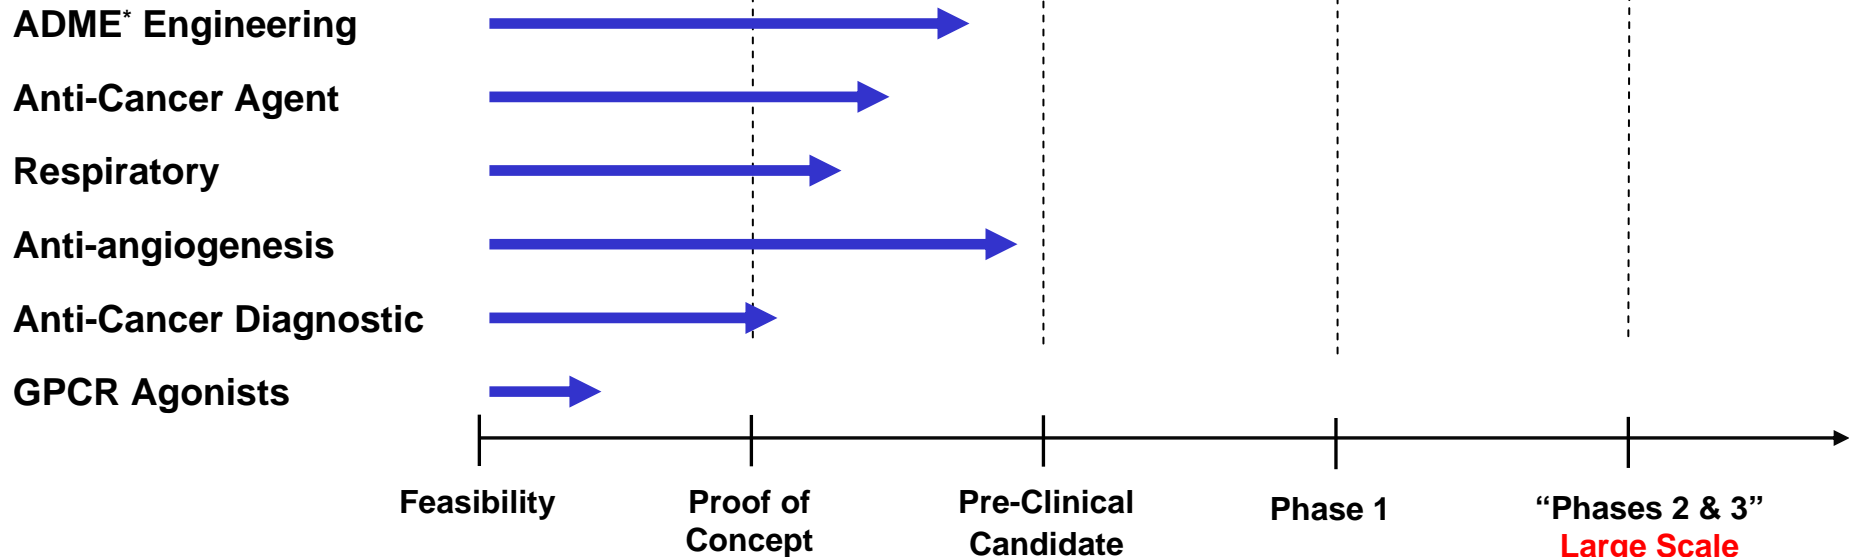 ADME* Engineering
Anti-Cancer Agent
Respiratory
Anti-angiogenesis
Anti-Cancer Diagnostic
GPCR Agonists
Feasibility
Proof of
Concept
Pre-Clinical
Candidate
Phase 1
“Phases 2 & 3”
Large Scale